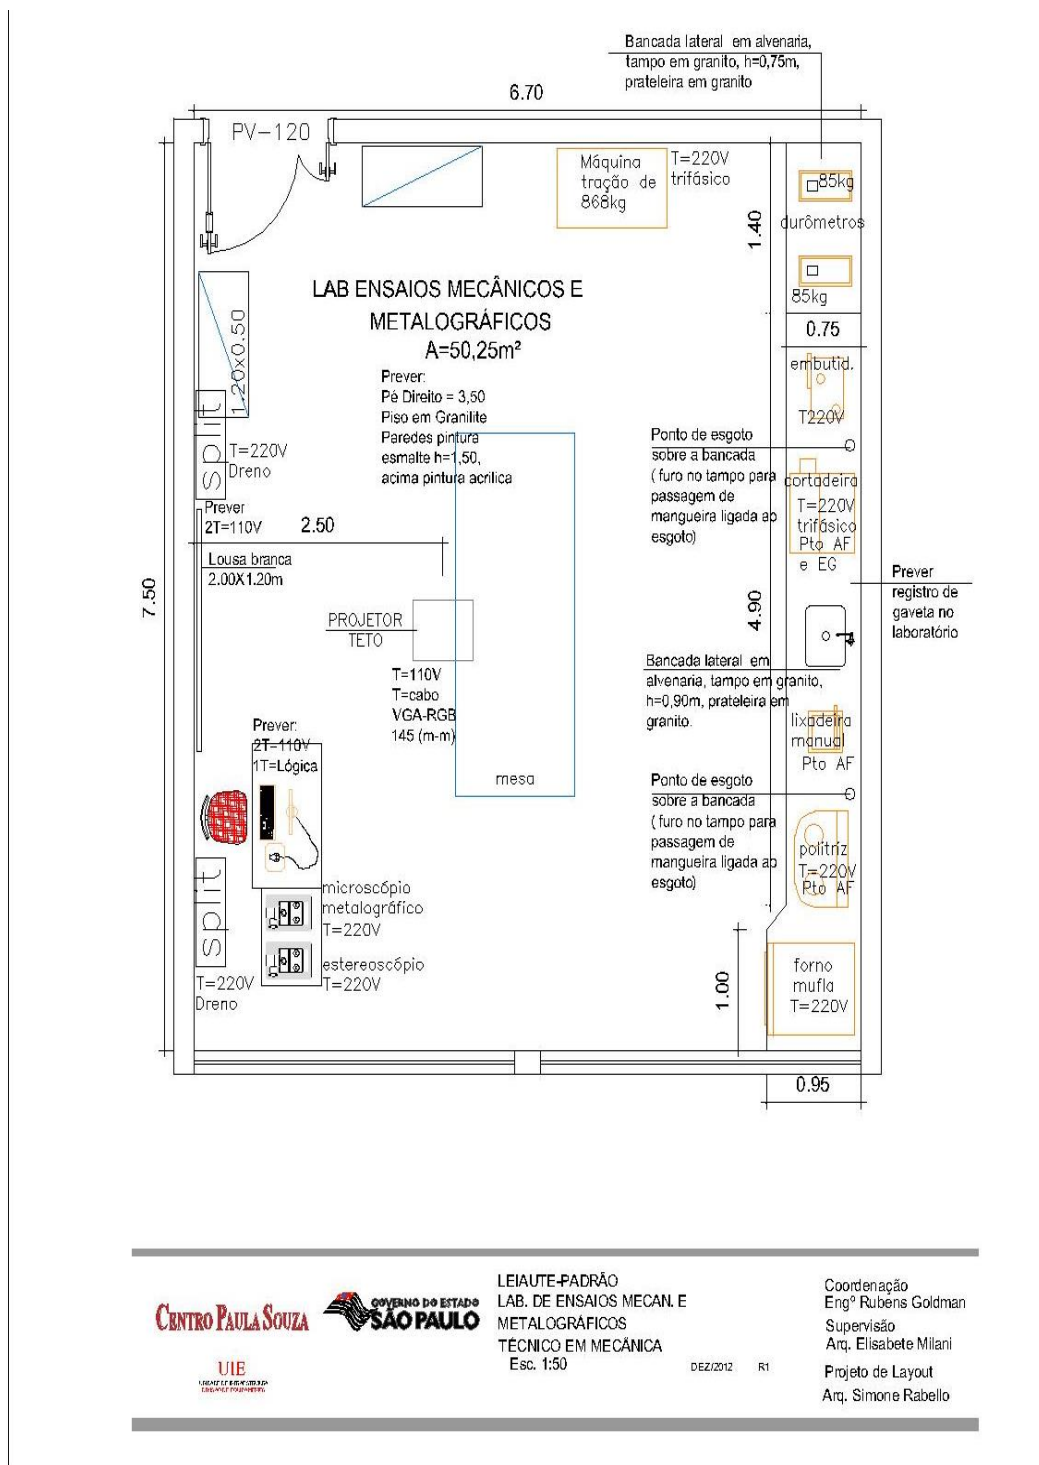 Bancada lateral em alvenaria,
tampo em granito, h=0,75m,
prateleira em granito
6.70
PV-120
Máquina
tração de
868kg
T=220V
trifásico
85kg
durômetros
85kg
1.40
0.75
LAB ENSAIOS MECÂNICOS E
METALOGRÁFICOS
A=50,25m²
Prever:
Pé Direito = 3,50
Piso em Granilite
Paredes pintura
esmalte h=1,50,
acima pintura acrilica
1.20x0.50
split
T=220V
Dreno
Prever
2T=110V
2.50
Lousa branca
2.00X1.20m
7.50
embutid.
T220V
Ponto de esgoto
sobre a bancada
( furo no tampo para
passagem de
mangueira ligada ao
esgoto)
cortadeira
T=220V
trifásico
Pto AF
e EG
Prever
registro de
gaveta no
laboratório
4.90
PROJETOR
TETO
T=110V
T=cabo
VGA-RGB
145 (m-m)
Bancada lateral em
alvenaria, tampo em granito,
h=0,90m, prateleira em
granito.
lixadeira
manual
Pto AF
Prever:
2T=110V
1T=Lógica
mesa
Ponto de esgoto
sobre a bancada
( furo no tampo para
passagem de
mangueira ligada ao
esgoto)
politriz
T=220V
Pto AF
microscópio
metalográfico
T=220V
estereoscópio
T=220V
split
T=220V
Dreno
1.00
forno
mufla
T=220V
0.95
CENTRO PAULA SOUZA
UIE
GOVERNO DO ESTADO
SÃO PAULO
LEIAUTE-PADRÃO
LAB. DE ENSAIOS MECAN. E
METALOGRÁFICOS
TÉCNICO EM MECÂNICA
Esc. 1:50
DEZ/2012 R1
Coordenação
Engº Rubens Goldman
Supervisão
Arq. Elisabete Milani
Projeto de Layout
Arq. Simone Rabello